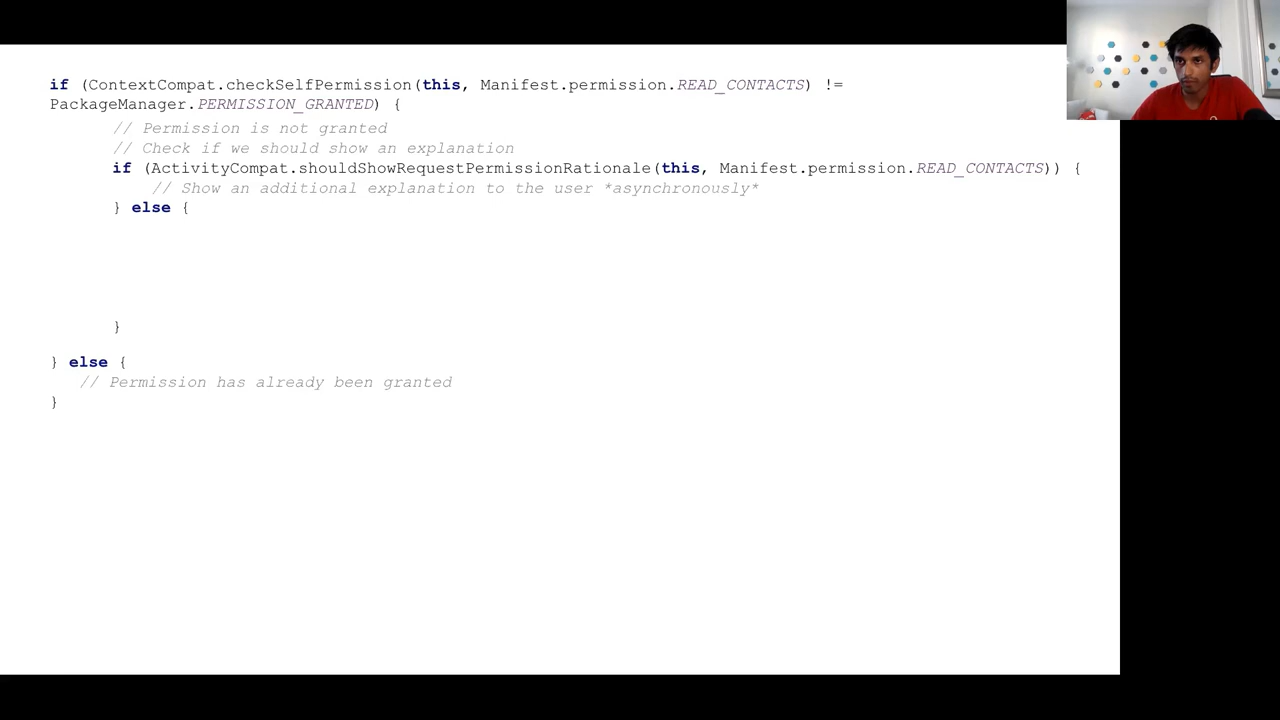 if (ContextCompat.checkSelfPermission(this, Manifest.permission.READ_CONTACTS) !=
PackageManager.PERMISSION_GRANTED) {
// Permission is not granted
// Check if we should show an explanation
if (ActivityCompat.shouldShowRequestPermissionRationale(this, Manifest.permission.READ_CONTACTS)) {
// Show an additional explanation to the user *asynchronously*
} else {
}
} else {
// Permission has already been granted
}